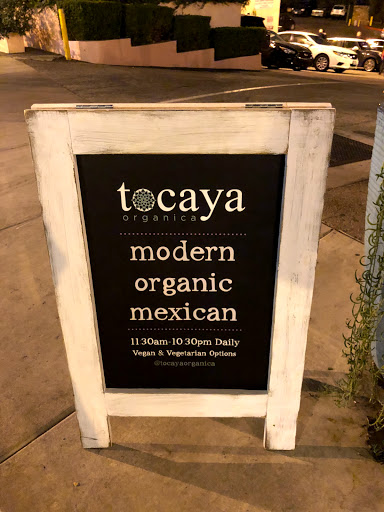 tocaya
organica
modern
organic
mexican
11 30am-10 30pm Daily
Vegan & Vegetarian Options
@tocayaorganica